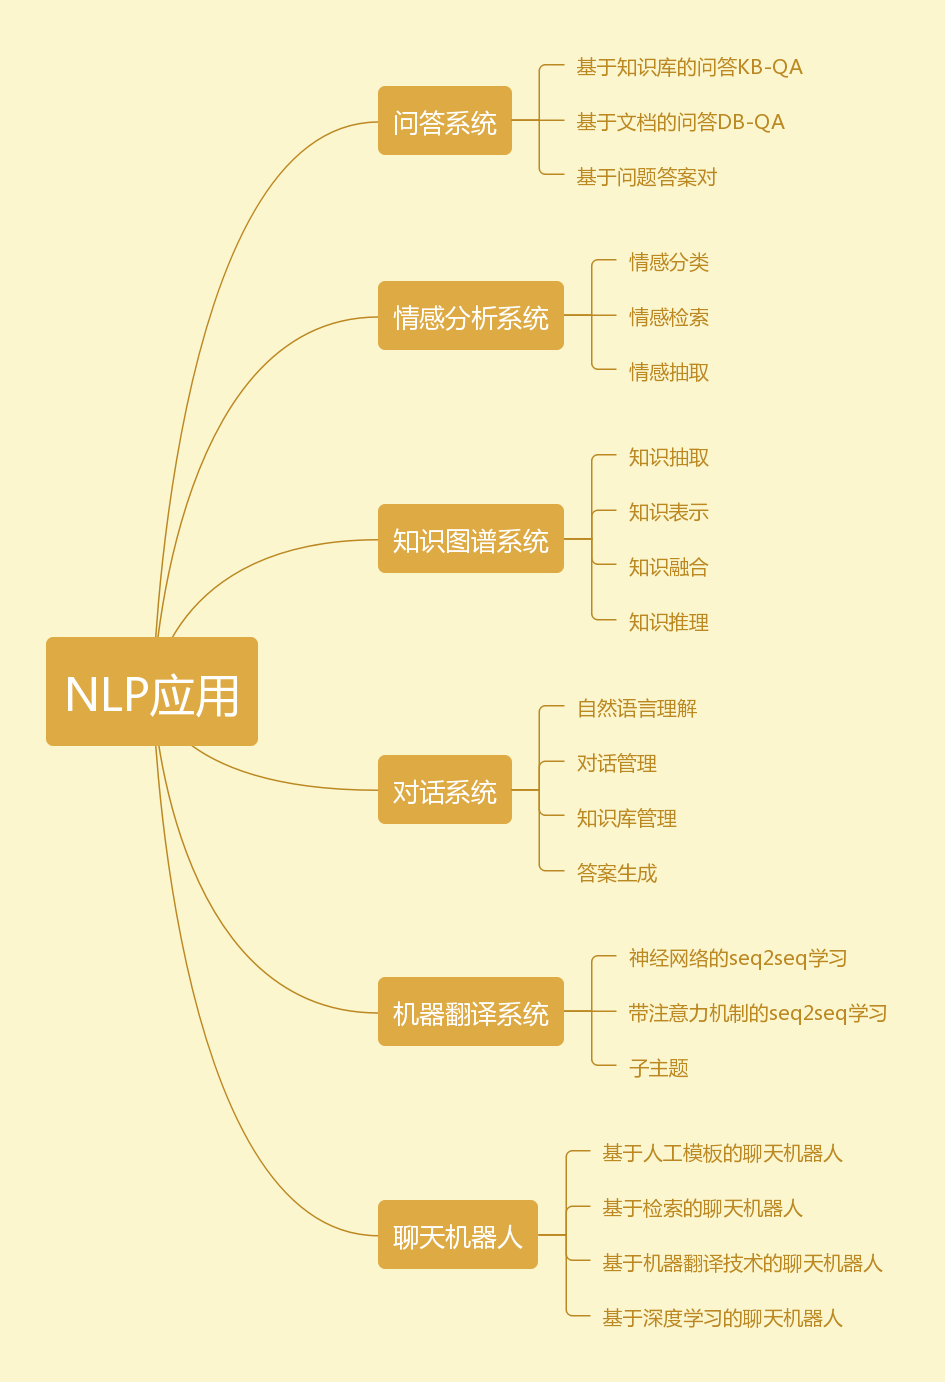 NLP应用
问答系统
基于知识库的问答KB-QA
基于文档的问答DB-QA
基于问题答案对
情感分析系统
情感分类
情感检索
情感抽取
知识图谱系统
知识抽取
知识表示
知识融合
知识推理
对话系统
自然语言理解
对话管理
知识库管理
答案生成
机器翻译系统
神经网络的seq2seq学习
带注意力机制的seq2seq学习
子主题
聊天机器人
基于人工模板的聊天机器人
基于检索的聊天机器人
基于机器翻译技术的聊天机器人
基于深度学习的聊天机器人